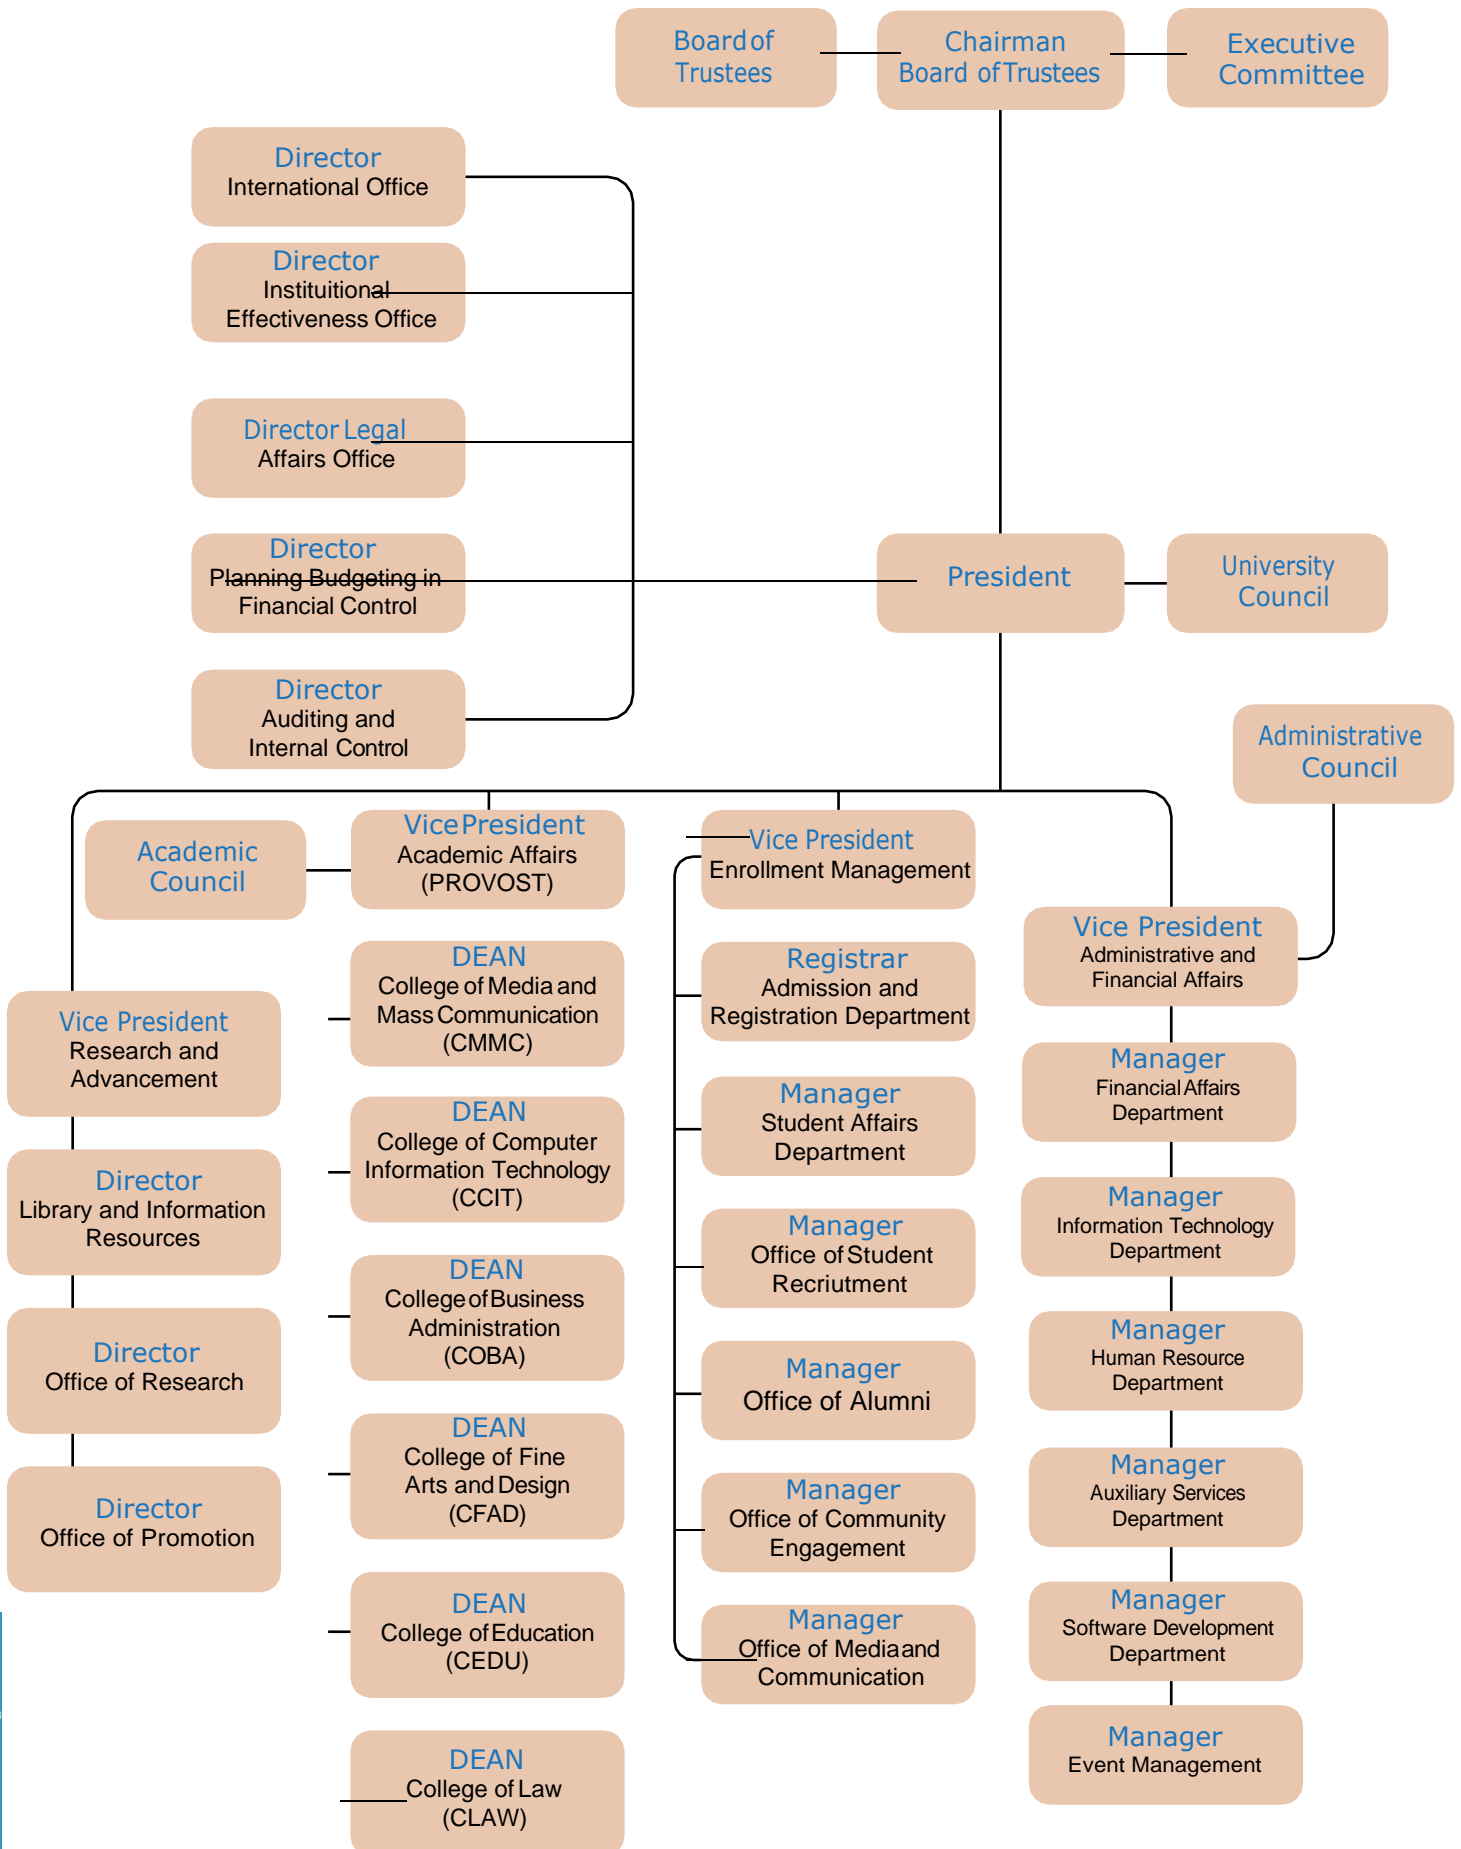 Board of
Trustees
Chairman
Board of Trustees
Executive
Committee
Director
International Office
Director
Instituitional
Effectiveness Office
Director Legal
Affairs Office
Director
Planning Budgeting in
Financial Control
President
University
Council
Director
Auditing and
Internal Control
Administrative
Council
Academic
Council
Vice President
Academic Affairs
(PROVOST)
Vice President
Enrollment Management
Vice President
Administrative and
Financial Affairs
Vice President
Research and
Advancement
Director
Library and Information
Resources
Director
Office of Research
Director
Office of Promotion
DEAN
College of Media and
Mass Communication
(CMMC)
DEAN
College of Computer
Information Technology
(CCIT)
DEAN
College of Business
Administration
(COBA)
DEAN
College of Fine
Arts and Design
(CFAD)
DEAN
College of Education
(CEDU)
DEAN
College of Law
(CLAW)
Registrar
Admission and
Registration Department
Manager
Student Affairs
Department
Manager
Office of Student
Recriutment
Manager
Office of Alumni
Manager
Office of Community
Engagement
Manager
Office of Media and
Communication
Manager
Financial Affairs
Department
Manager
Information Technology
Department
Manager
Human Resource
Department
Manager
Auxiliary Services
Department
Manager
Software Development
Department
Manager
Event Management